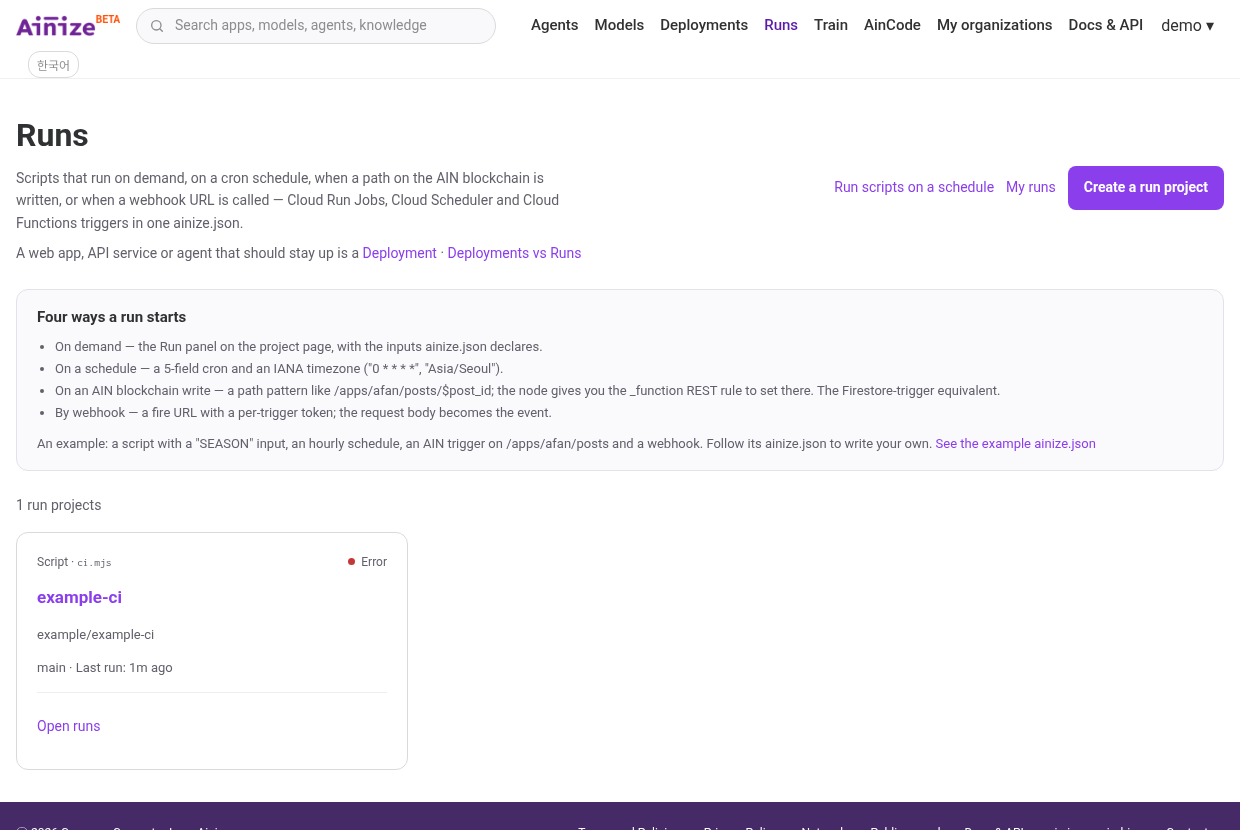 Ainize BETA
Search apps, models, agents, knowledge
Agents Models Deployments Runs Train AinCode My organizations Docs & API demo ▾
한국어
Runs
Scripts that run on demand, on a cron schedule, when a path on the AIN blockchain is
written, or when a webhook URL is called — Cloud Run Jobs, Cloud Scheduler and Cloud
Functions triggers in one ainize.json.
Run scripts on a schedule My runs Create a run project
A web app, API service or agent that should stay up is a Deployment · Deployments vs Runs
Four ways a run starts
• On demand — the Run panel on the project page, with the inputs ainize.json declares.
• On a schedule — a 5-field cron and an IANA timezone ("0 * * * *", "Asia/Seoul").
• On an AIN blockchain write — a path pattern like /apps/afan/posts/$post_id; the node gives you the _function REST rule to set there. The Firestore-trigger equivalent.
• By webhook — a fire URL with a per-trigger token; the request body becomes the event.
An example: a script with a "SEASON" input, an hourly schedule, an AIN trigger on /apps/afan/posts and a webhook. Follow its ainize.json to write your own. See the example ainize.json
1 run projects
Script · ci.mjs Error
example-ci
example/example-ci
main · Last run: 1m ago
Open runs